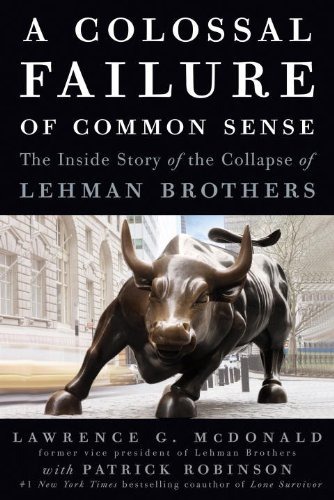 A COLOSSAL
FAILURE
OF COMMON SENSE
The Inside Story of the Collapse of
LEHMAN BROTHERS
LAWRENCE G. MCDONALD
former vice president of Lehman Brothers
with PATRICK ROBINSON
#1 New York Times bestselling coauthor of Lone Survivor